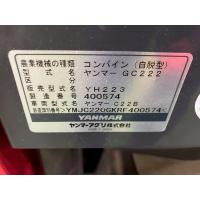 農業機械の種類 コンバイン(自脱型)
型式名 ヤンマー GC222
販売型式名 YH223
製造番号 400574
車両型式名 ヤンマー C22B
>YMJC22UGKRF400574<
YANMAR
ヤンマーアグリ株式会社